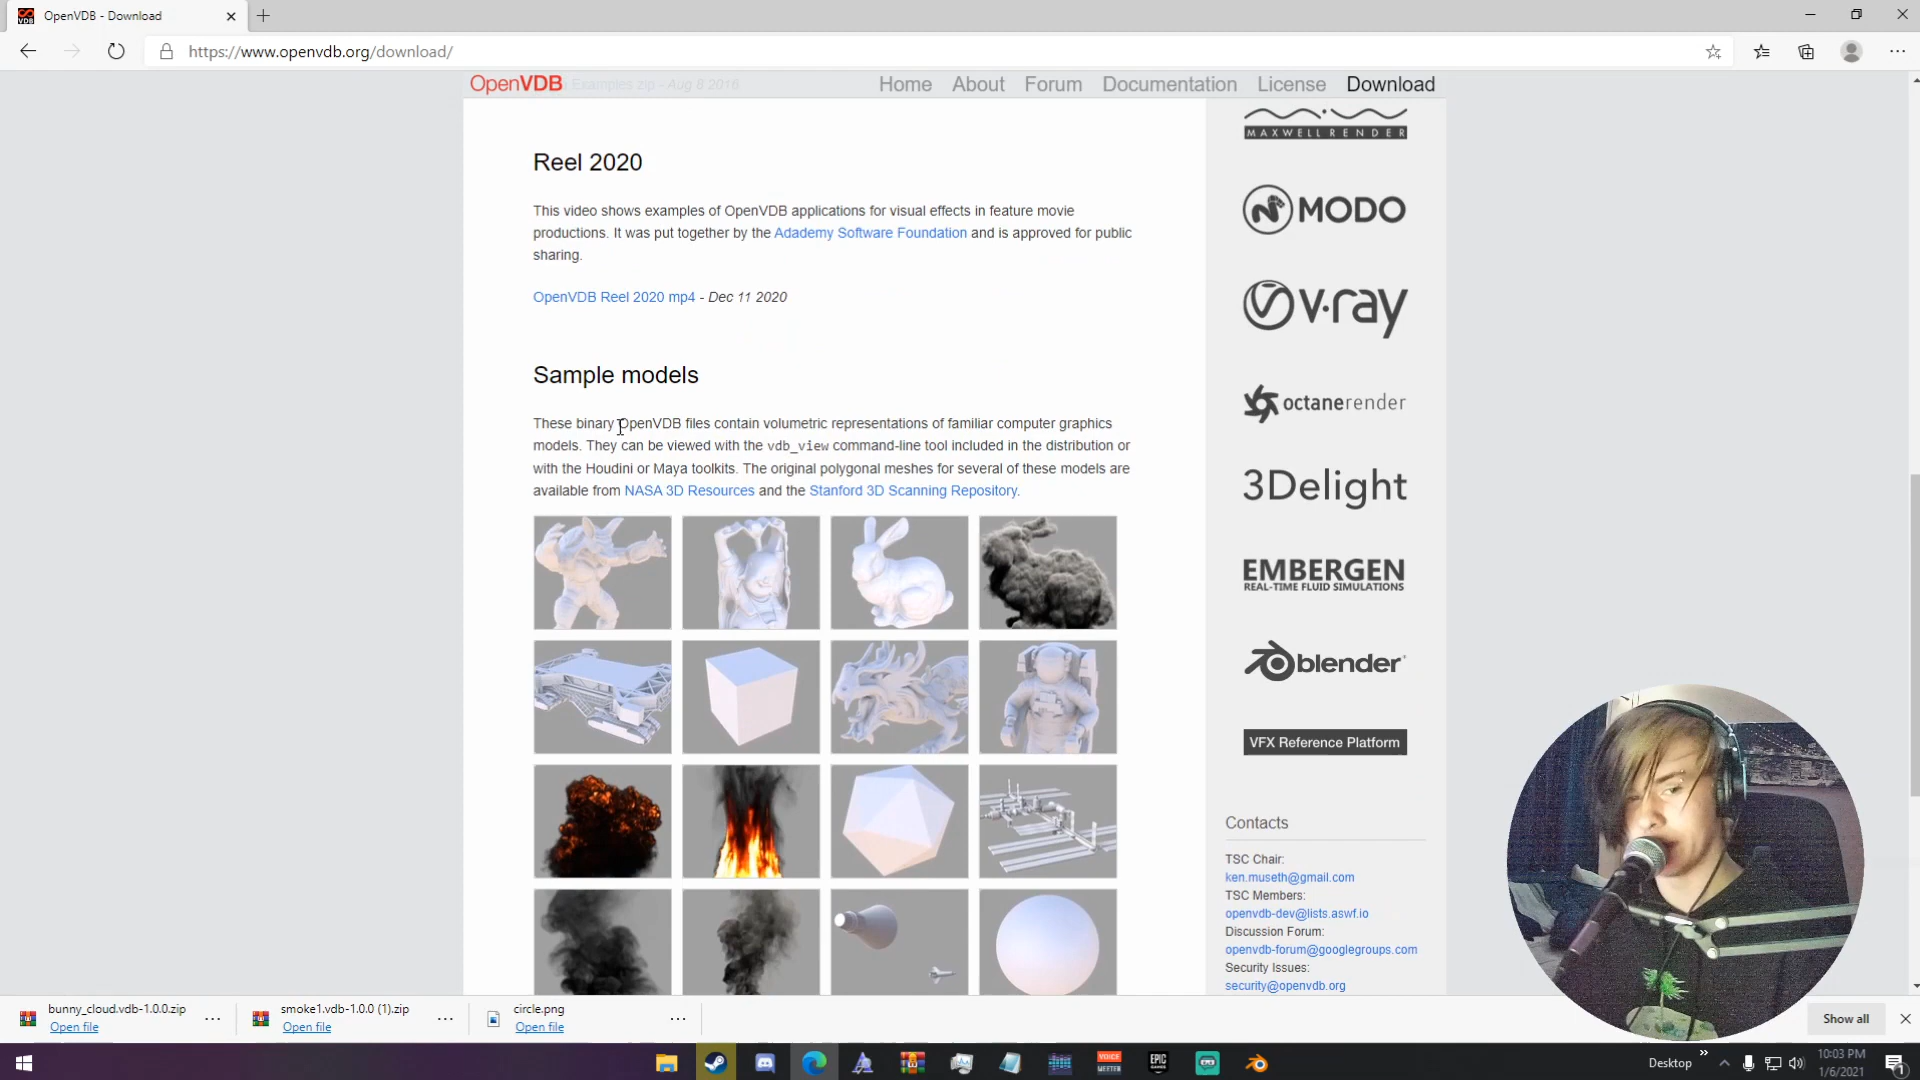 OpenVDB - Download
https://www.openvdb.org/download/
OpenVDB
Examples zip - Aug 8 2016
Home About Forum Documentation License Download
Reel 2020
This video shows examples of OpenVDB applications for visual effects in feature movie
productions. It was put together by the Adademy Software Foundation and is approved for public
sharing.
OpenVDB Reel 2020 mp4 - Dec 11 2020
Sample models
These binary OpenVDB files contain volumetric representations of familiar computer graphics
models. They can be viewed with the vdb_view command-line tool included in the distribution or
with the Houdini or Maya toolkits. The original polygonal meshes for several of these models are
available from NASA 3D Resources and the Stanford 3D Scanning Repository.
MAXWELL RENDER
MODO
v·ray
octanerender
3Delight
EMBERGEN
REAL-TIME FLUID SIMULATIONS
blender
VFX Reference Platform
Contacts
TSC Chair:
ken.museth@gmail.com
TSC Members:
openvdb-dev@lists.aswf.io
Discussion Forum:
openvdb-forum@googlegroups.com
Security Issues:
security@openvdb.org
bunny_cloud.vdb-1.0.0.zip
Open file
smoke1.vdb-1.0.0 (1).zip
Open file
circle.png
Open file
Show all
VOICE
MEETER
EPIC
GAMES
Desktop
10:03 PM
1/6/2021